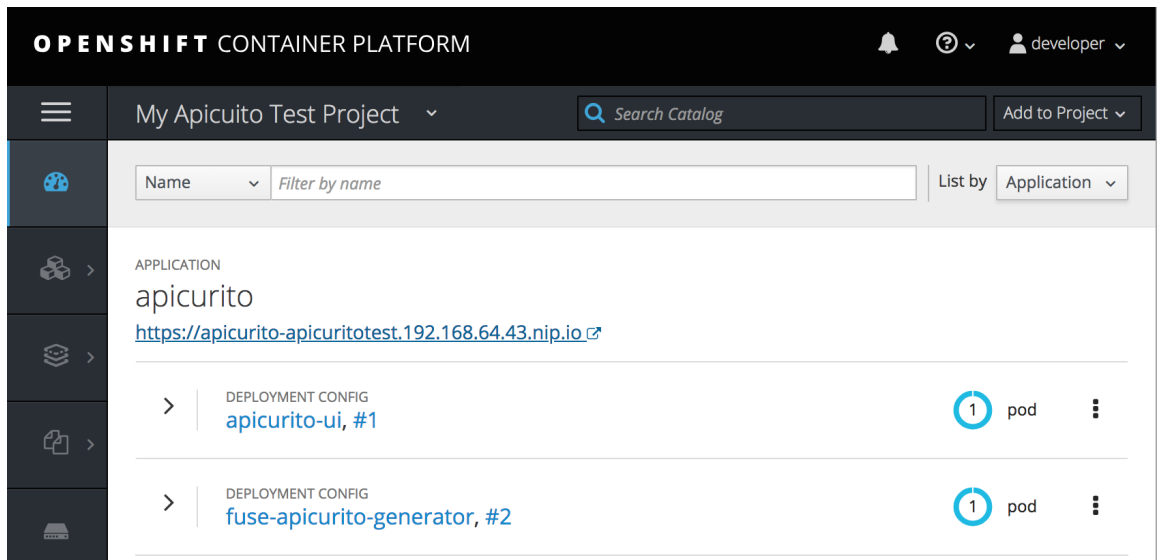 OPENSHIFT CONTAINER PLATFORM
developer
My Apicuito Test Project
Search Catalog
Add to Project
Name
Filter by name
List by
Application
APPLICATION
apicurito
https://apicurito-apicuritotest.192.168.64.43.nip.io
DEPLOYMENT CONFIG
apicurito-ui, #1
1 pod
DEPLOYMENT CONFIG
fuse-apicurito-generator, #2
1 pod